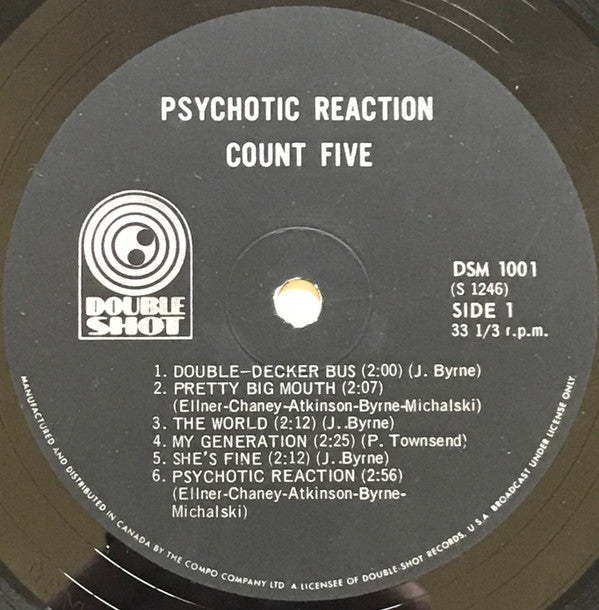 PSYCHOTIC REACTION
COUNT FIVE
DOUBLE
SHOT
DSM 1001
(S 1246)
SIDE 1
33 1/3 r.p.m.
1. DOUBLE-DECKER BUS (2:00) (J. Byrne)
2. PRETTY BIG MOUTH (2:07)
(Ellner-Chaney-Atkinson-Byrne-Michalski)
3. THE WORLD (2:12) (J..Byrne)
4. MY GENERATION (2:25) (P. Townsend)
5. SHE'S FINE (2:12) (J..Byrne)
6. PSYCHOTIC REACTION (2:56)
(Ellner-Chaney-Atkinson-Byrne-
Michalski)
MANUFACTURED AND DISTRIBUTED IN CANADA BY THE COMPO COMPANY LTD A LICENSEE OF DOUBLE-SHOT RECORDS, U.S.A. BROADCAST UNDER LICENSE ONLY.